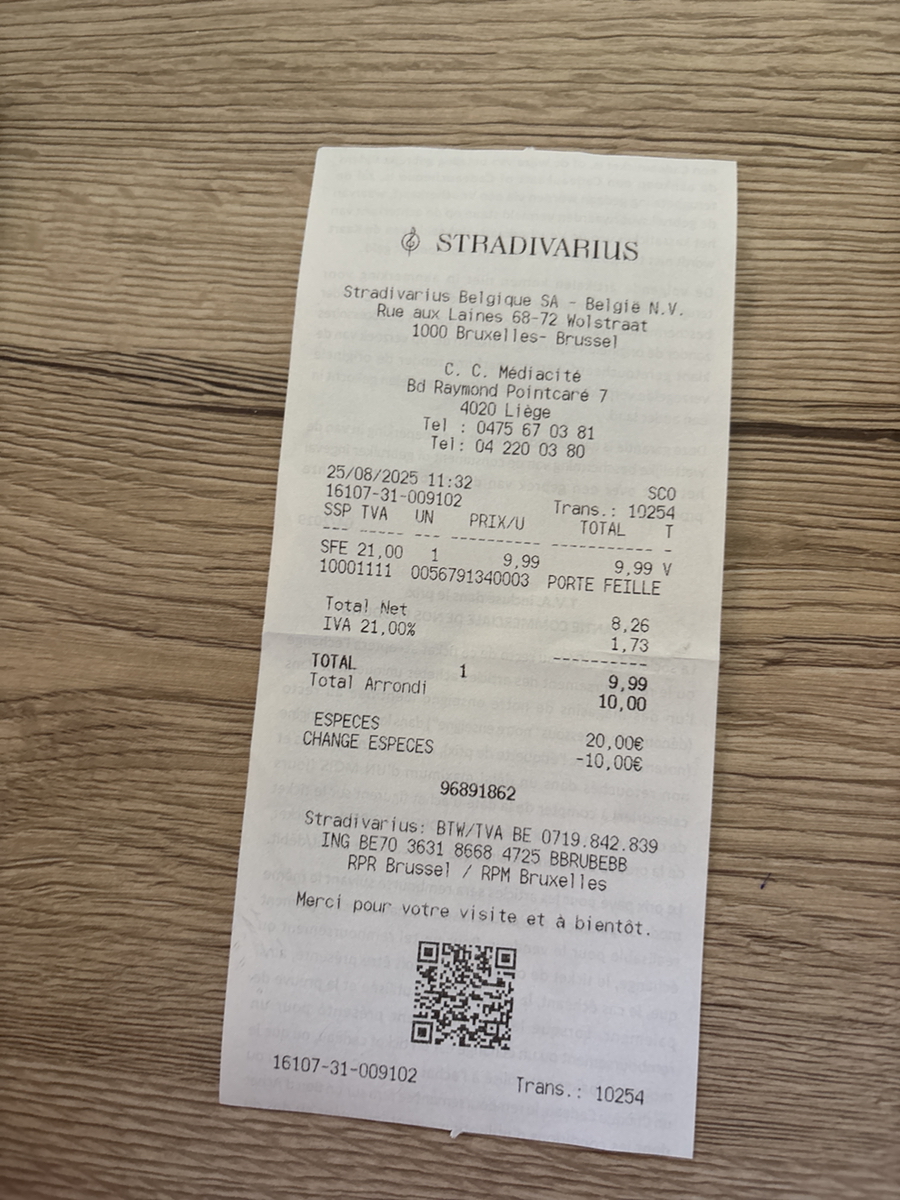 STRADIVARIUS
Stradivarius Belgique SA - België N.V.
Rue aux Laines 68-72 Wolstraat
1000 Bruxelles- Brussel
C. C. Médiacité
Bd Raymond Pointcaré 7
4020 Liège
Tel : 0475 67 03 81
Tel: 04 220 03 80
25/08/2025 11:32 SCO
16107-31-009102 Trans.: 10254
SSP TVA UN PRIX/U TOTAL T
--- ----- --- ---------- ----------- -
SFE 21,00 1 9,99 9,99 V
10001111 0056791340003 PORTE FEILLE
Total Net 8,26
IVA 21,00% 1,73
----------
TOTAL 1 9,99
Total Arrondi 10,00
ESPECES 20,00€
CHANGE ESPECES -10,00€
96891862
Stradivarius: BTW/TVA BE 0719.842.839
ING BE70 3631 8668 4725 BBRUBEBB
RPR Brussel / RPM Bruxelles
Merci pour votre visite et à bientôt.
16107-31-009102 Trans.: 10254